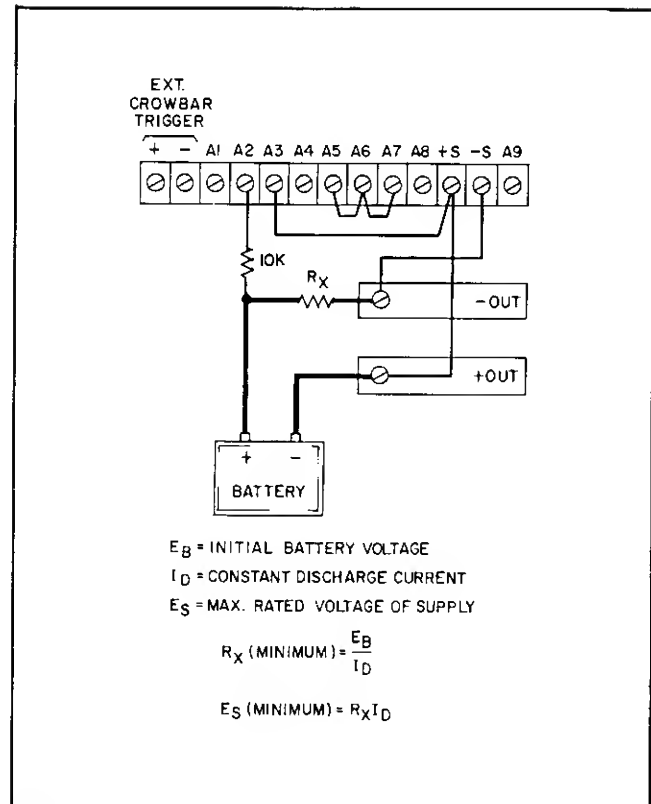 EXT.
CROWBAR
TRIGGER
+ - A1 A2 A3 A4 A5 A6 A7 A8 +S -S A9
10K
RX
-OUT
+OUT
+ -
BATTERY
EB = INITIAL BATTERY VOLTAGE
ID = CONSTANT DISCHARGE CURRENT
ES = MAX. RATED VOLTAGE OF SUPPLY
RX (MINIMUM) = EB
ID
ES (MINIMUM) = RXID